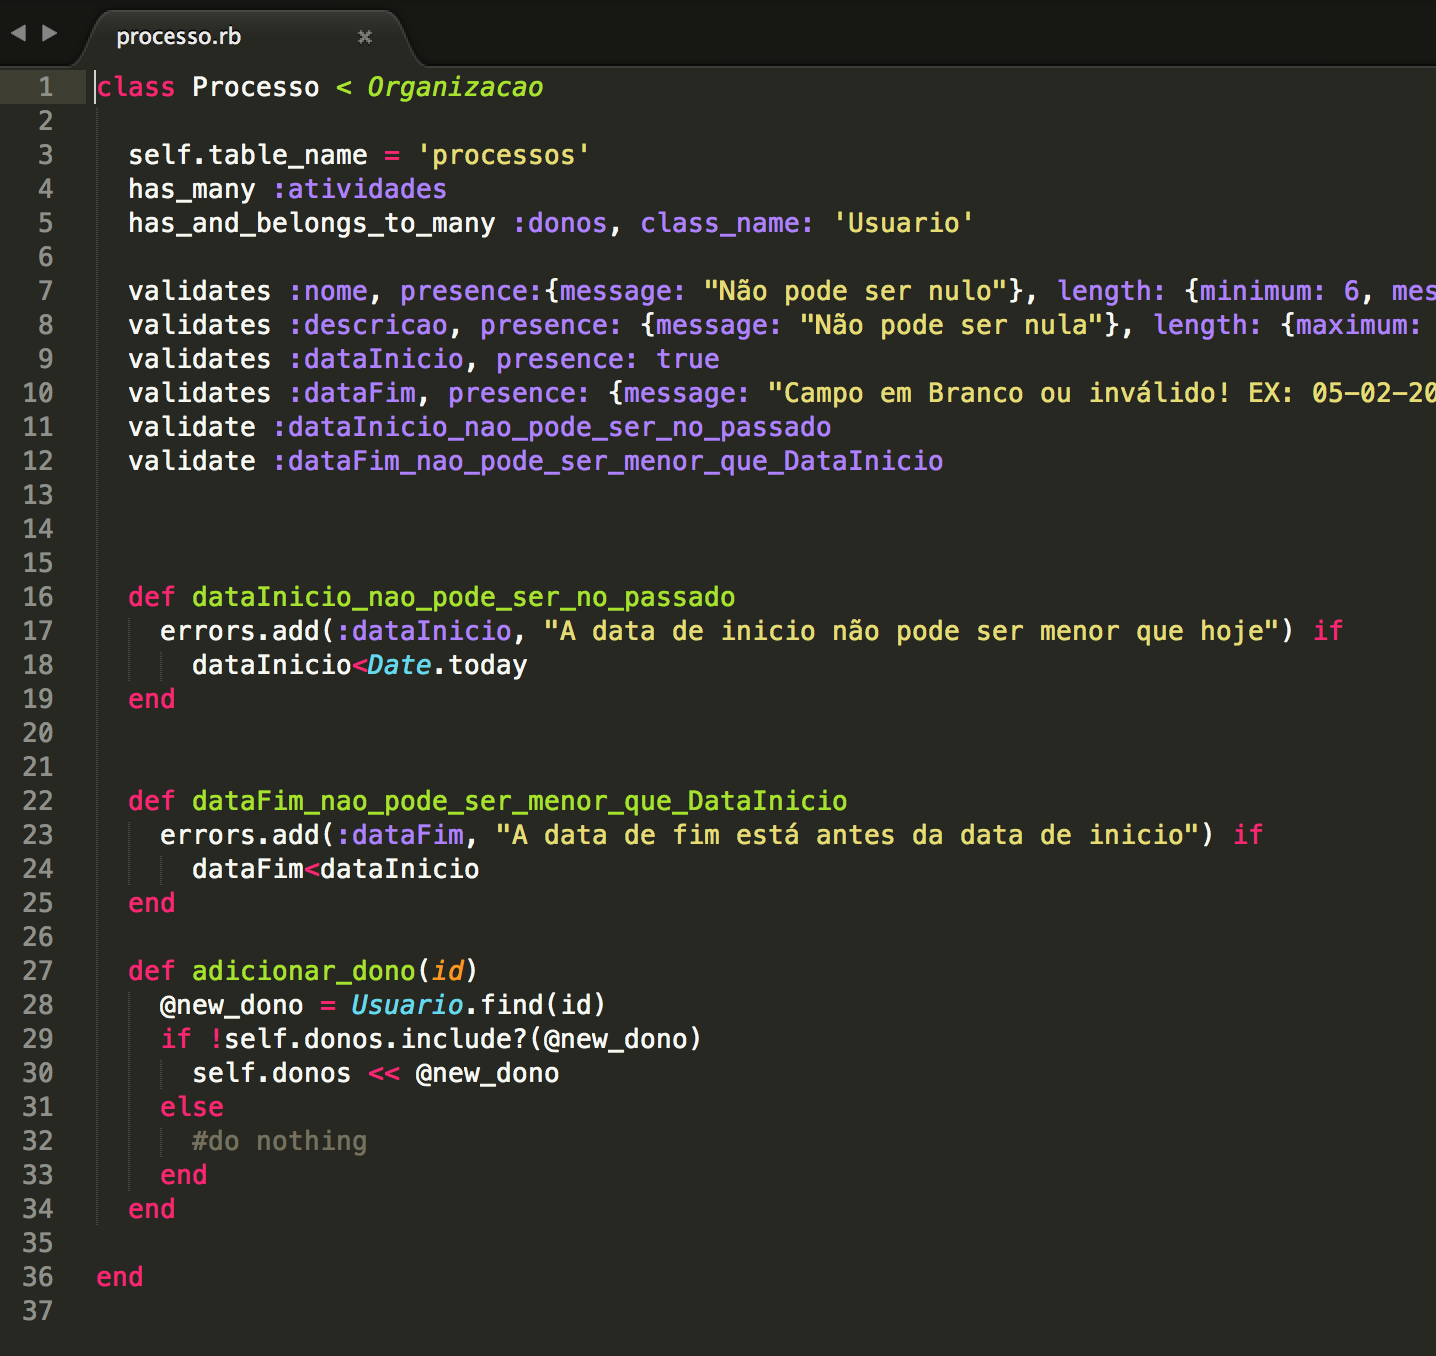 processo.rb
1 class Processo < Organizacao
2
3 self.table_name = 'processos'
4 has_many :atividades
5 has_and_belongs_to_many :donos, class_name: 'Usuario'
6
7 validates :nome, presence:{message: "Não pode ser nulo"}, length: {minimum: 6, mes
8 validates :descricao, presence: {message: "Não pode ser nula"}, length: {maximum:
9 validates :dataInicio, presence: true
10 validates :dataFim, presence: {message: "Campo em Branco ou inválido! EX: 05-02-20
11 validate :dataInicio_nao_pode_ser_no_passado
12 validate :dataFim_nao_pode_ser_menor_que_DataInicio
13
14
15
16 def dataInicio_nao_pode_ser_no_passado
17 errors.add(:dataInicio, "A data de inicio não pode ser menor que hoje") if
18 dataInicio<Date.today
19 end
20
21
22 def dataFim_nao_pode_ser_menor_que_DataInicio
23 errors.add(:dataFim, "A data de fim está antes da data de inicio") if
24 dataFim<dataInicio
25 end
26
27 def adicionar_dono(id)
28 @new_dono = Usuario.find(id)
29 if !self.donos.include?(@new_dono)
30 self.donos << @new_dono
31 else
32 #do nothing
33 end
34 end
35
36 end
37